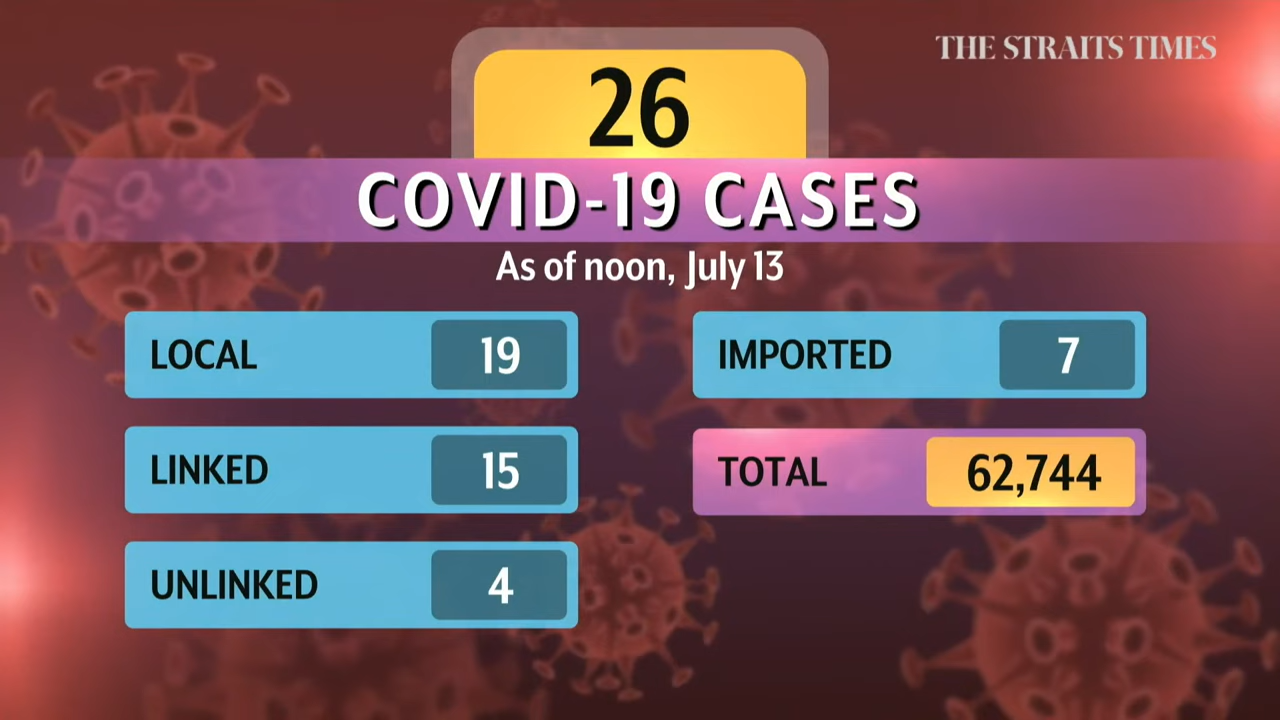 THE STRAITS TIMES
26
COVID-19 CASES
As of noon, July 13
LOCAL 19
LINKED 15
UNLINKED 4
IMPORTED 7
TOTAL 62,744